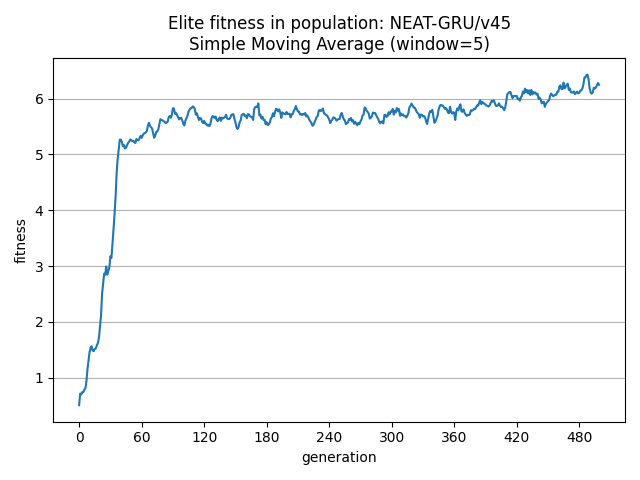 Elite fitness in population: NEAT-GRU/v45
Simple Moving Average (window=5)
fitness
6
5
4
3
2
1
0 60 120 180 240 300 360 420 480
generation